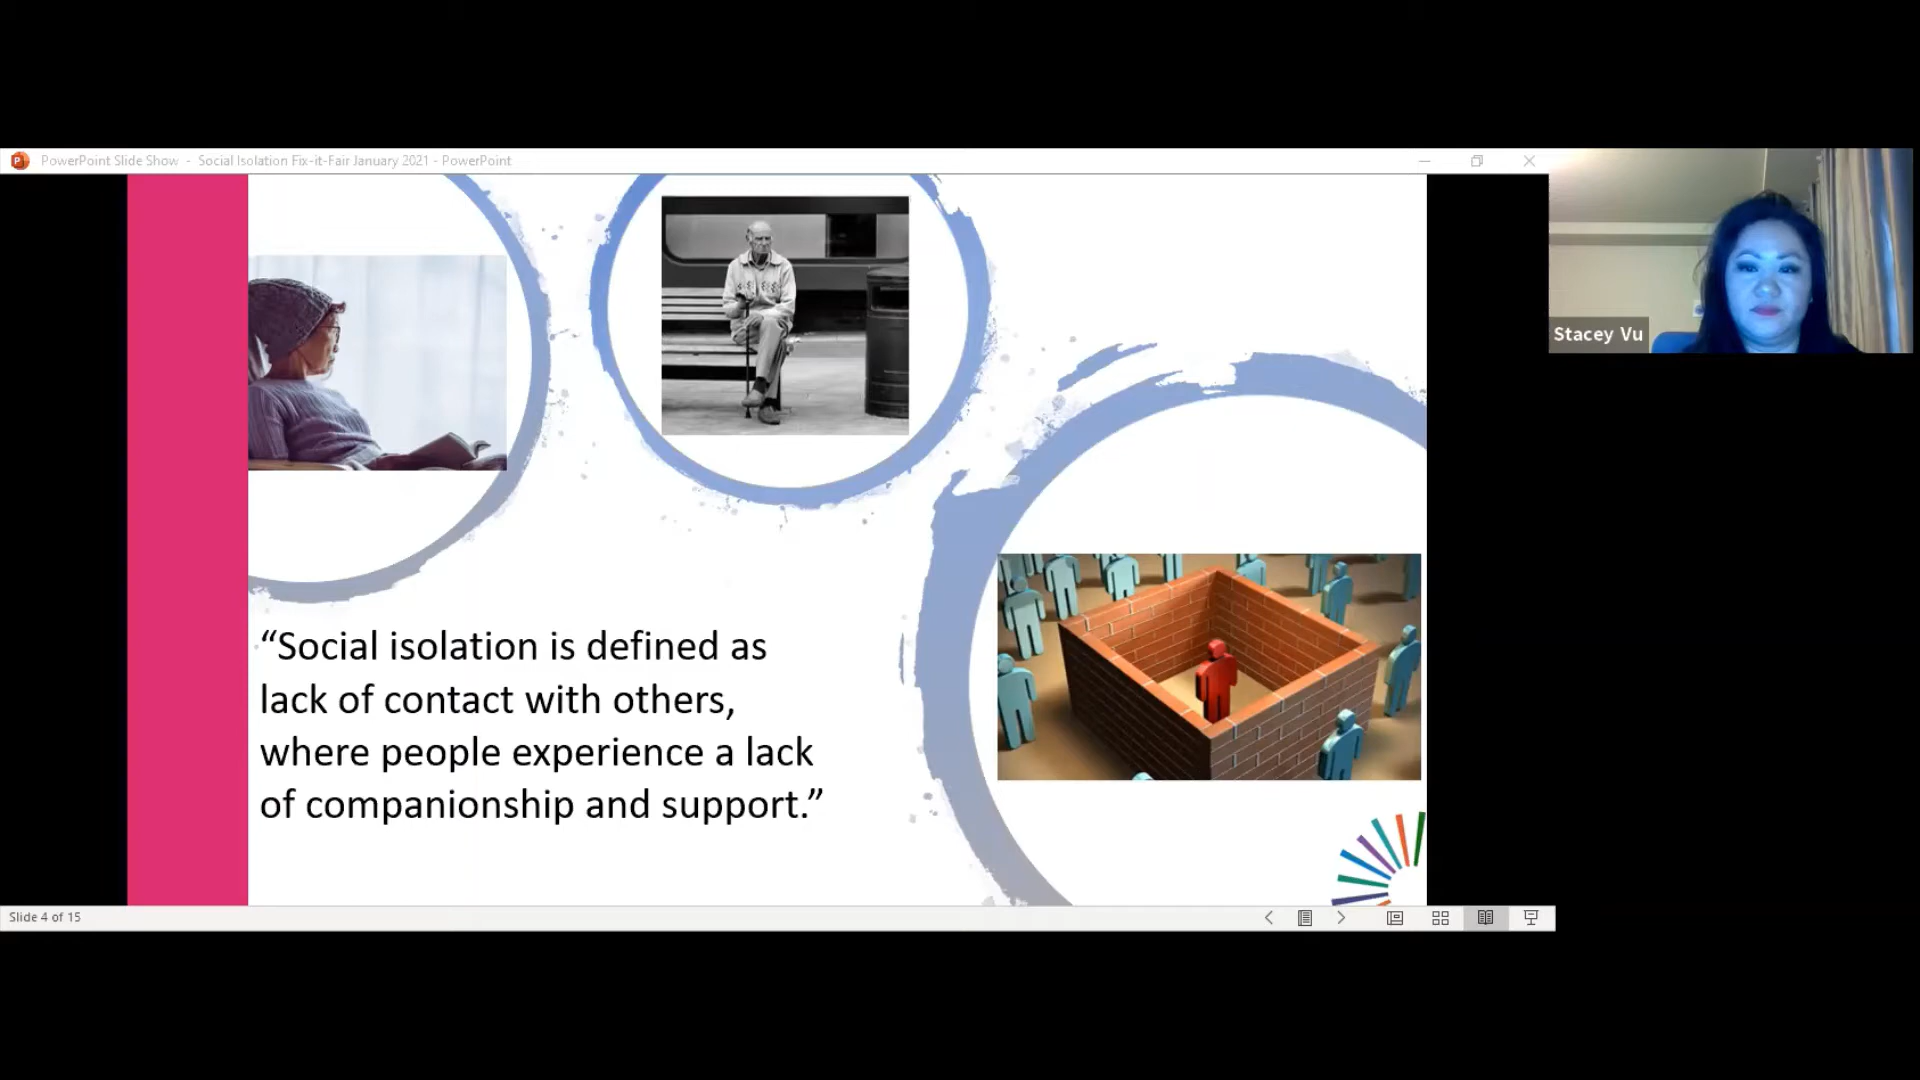 PowerPoint Slide Show - Social Isolation Fix-it-Fair January 2021 - PowerPoint
Stacey Vu
“Social isolation is defined as
lack of contact with others,
where people experience a lack
of companionship and support.”
Slide 4 of 15